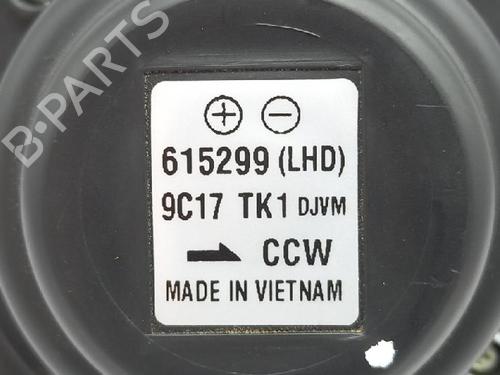 B-PARTS
⊕ ⊖
615299 (LHD)
9C17 TK1 DJVM
➡ CCW
MADE IN VIETNAM